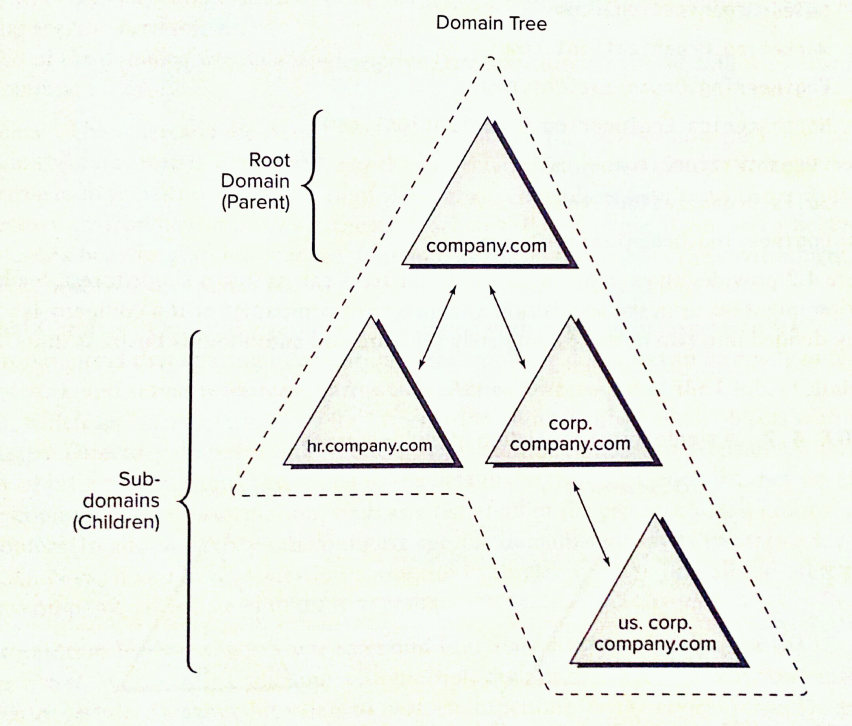 Domain Tree
Root
Domain
(Parent)
company.com
hr.company.com
corp.
company.com
Sub-
domains
(Children)
us. corp.
company.com